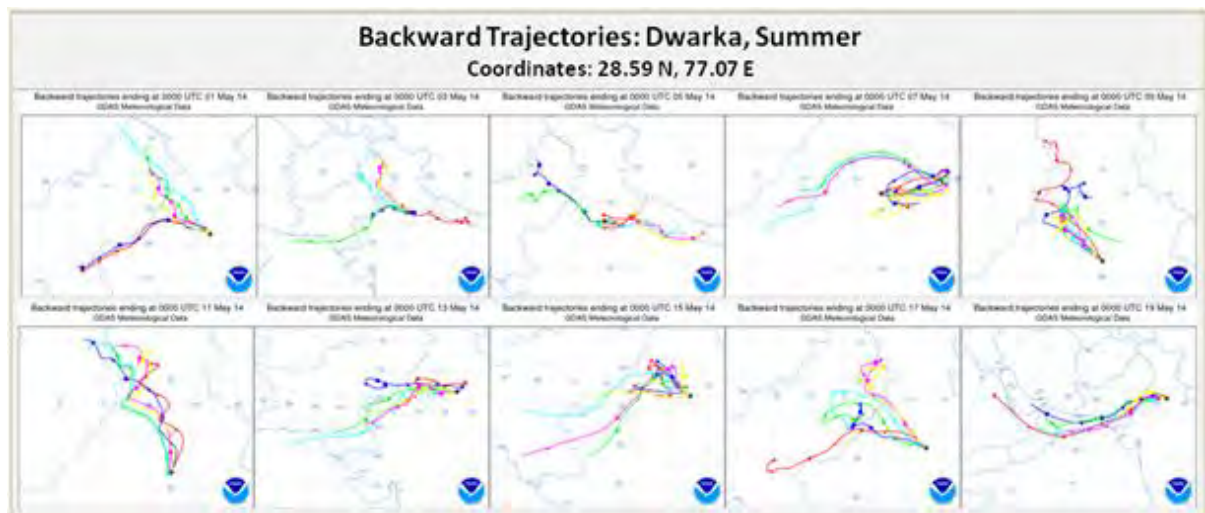 Backward Trajectories: Dwarka, Summer
Coordinates: 28.59 N, 77.07 E
Backward trajectories ending at 0000 UTC 01 May 14
GDAS Meteorological Data
Backward trajectories ending at 0000 UTC 03 May 14
GDAS Meteorological Data
Backward trajectories ending at 0000 UTC 05 May 14
GDAS Meteorological Data
Backward trajectories ending at 0000 UTC 07 May 14
GDAS Meteorological Data
Backward trajectories ending at 0000 UTC 09 May 14
GDAS Meteorological Data
Backward trajectories ending at 0000 UTC 11 May 14
GDAS Meteorological Data
Backward trajectories ending at 0000 UTC 13 May 14
GDAS Meteorological Data
Backward trajectories ending at 0000 UTC 15 May 14
GDAS Meteorological Data
Backward trajectories ending at 0000 UTC 17 May 14
GDAS Meteorological Data
Backward trajectories ending at 0000 UTC 19 May 14
GDAS Meteorological Data